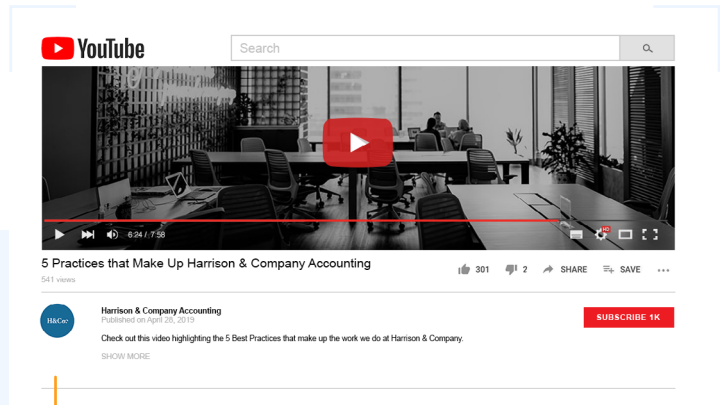 YouTube
Search
HD
6:24 / 7:58
5 Practices that Make Up Harrison & Company Accounting
541 views
301 2 SHARE SAVE
H&Co:
Harrison & Company Accounting
Published on April 28, 2019
SUBSCRIBE 1K
Check out this video highlighting the 5 Best Practices that make up the work we do at Harrison & Company.
SHOW MORE